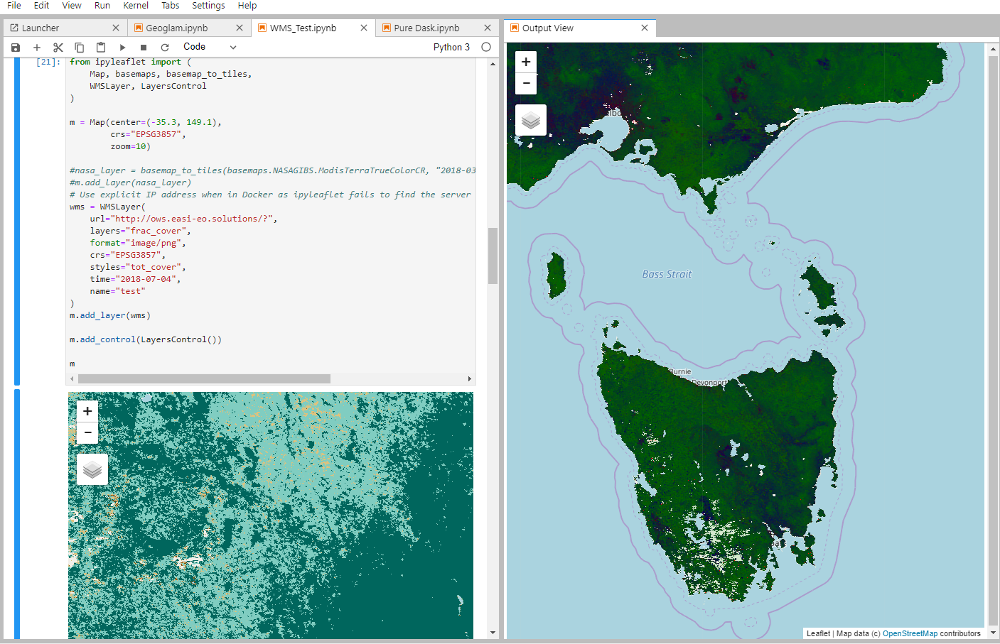 File Edit View Run Kernel Tabs Settings Help
Launcher
Geoglam.ipynb
WMS_Test.ipynb
Pure Dask.ipynb
Output View
Code
Python 3
[21]:
from ipyleaflet import (
    Map, basemaps, basemap_to_tiles,
    WMSLayer, LayersControl
)
m = Map(center=(-35.3, 149.1),
        crs="EPSG3857",
        zoom=10)
#nasa_layer = basemap_to_tiles(basemaps.NASAGIBS.ModisTerraTrueColorCR, "2018-03
#m.add_layer(nasa_layer)
# Use explicit IP address when in Docker as ipyleaflet fails to find the server
wms = WMSLayer(
    url="http://ows.easi-eo.solutions/?",
    layers="frac_cover",
    format="image/png",
    crs="EPSG3857",
    styles="tot_cover",
    time="2018-07-04",
    name="test"
)
m.add_layer(wms)
m.add_control(LayersControl())
m
+
−
+
−
elbo
Bass Strait
Burnie
Devonport
Leaflet | Map data (c) OpenStreetMap contributors